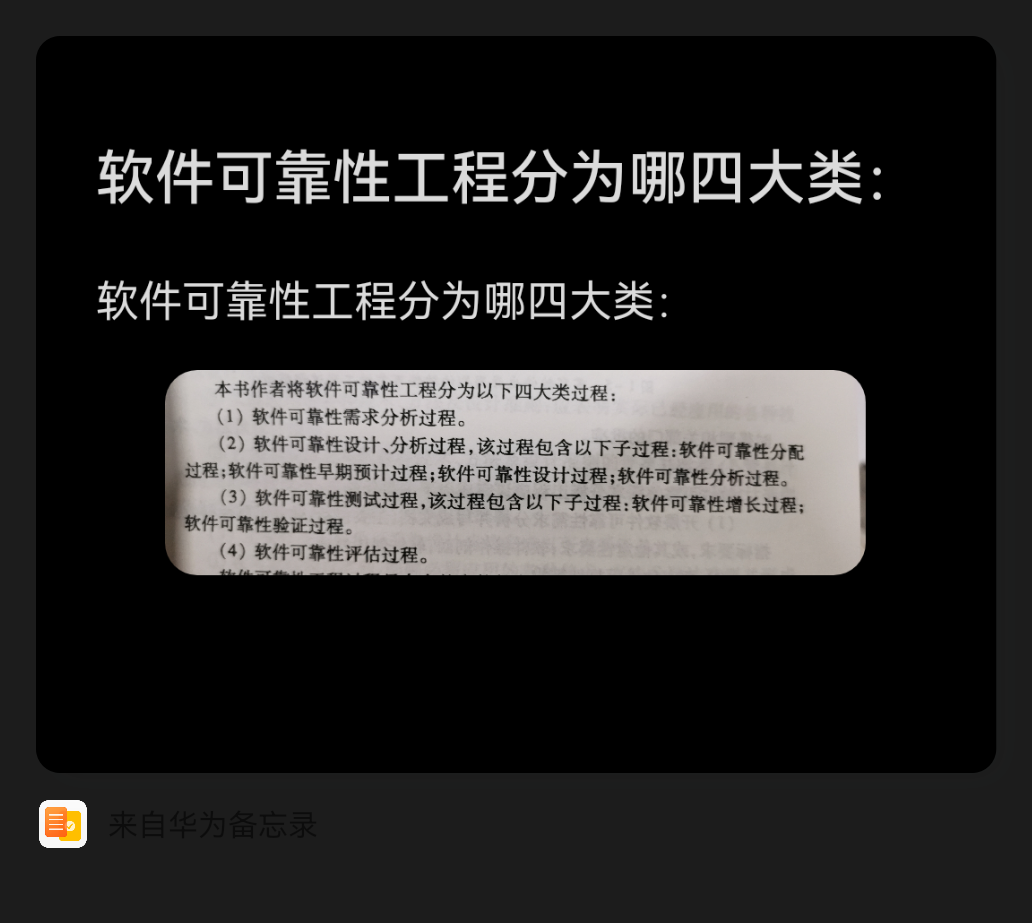 软件可靠性工程分为哪四大类：
软件可靠性工程分为哪四大类：
本书作者将软件可靠性工程分为以下四大类过程：
（1）软件可靠性需求分析过程。
（2）软件可靠性设计、分析过程，该过程包含以下子过程：软件可靠性分配
过程；软件可靠性早期预计过程；软件可靠性设计过程；软件可靠性分析过程。
（3）软件可靠性测试过程，该过程包含以下子过程：软件可靠性增长过程；
软件可靠性验证过程。
（4）软件可靠性评估过程。
来自华为备忘录